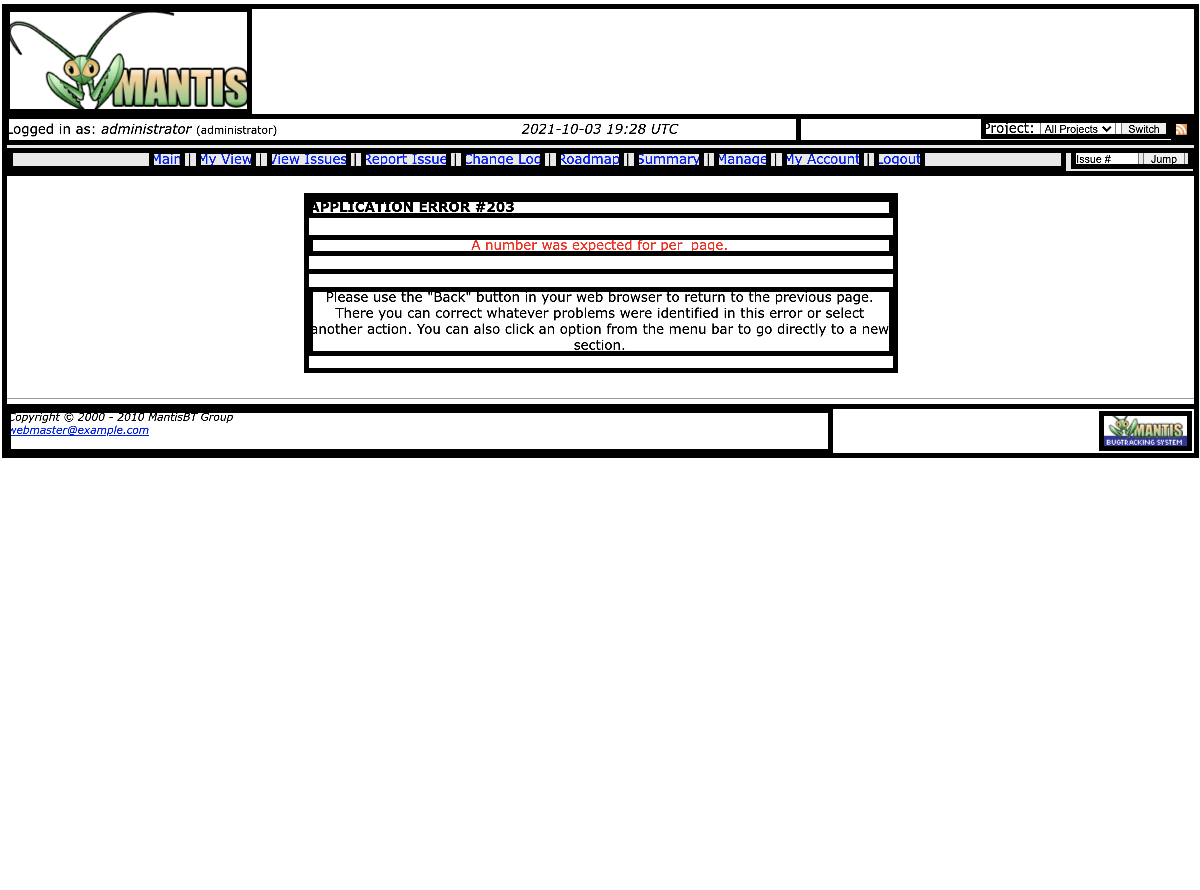 MANTIS
Logged in as: administrator (administrator) 2021-10-03 19:28 UTC Project: All Projects Switch
Main | My View | View Issues | Report Issue | Change Log | Roadmap | Summary | Manage | My Account | Logout Issue # Jump
APPLICATION ERROR #203
A number was expected for per_page.
Please use the "Back" button in your web browser to return to the previous page.
There you can correct whatever problems were identified in this error or select
another action. You can also click an option from the menu bar to go directly to a new
section.
Copyright © 2000 - 2010 MantisBT Group
webmaster@example.com
MANTIS
BUGTRACKING SYSTEM